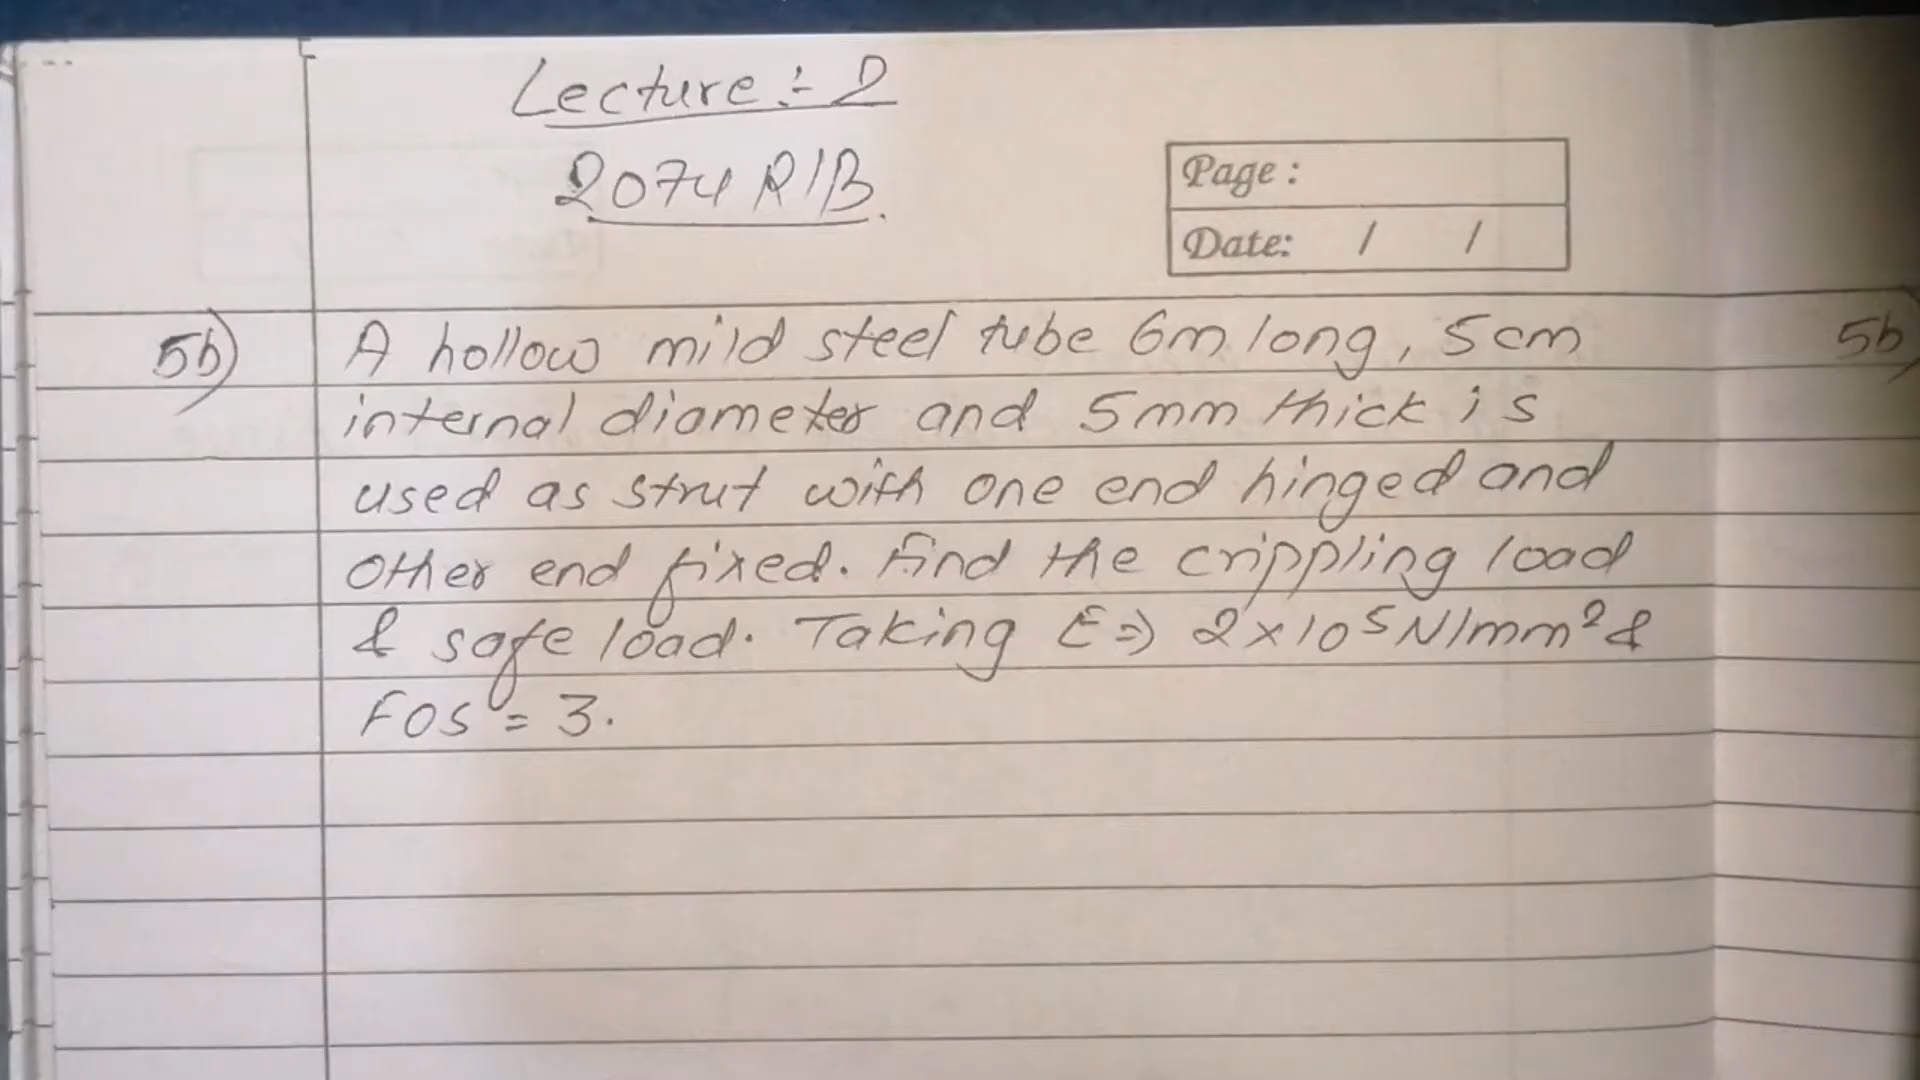 Lecture :- 2
2074 R/B.
Page :
Date: / /
5b) A hollow mild steel tube 6m long, 5cm
internal diameter and 5mm thick is
used as strut with one end hinged and
other end fixed. Find the crippling load
& safe load. Taking E => 2×10⁵ N/mm² &
FOS = 3.
5b)